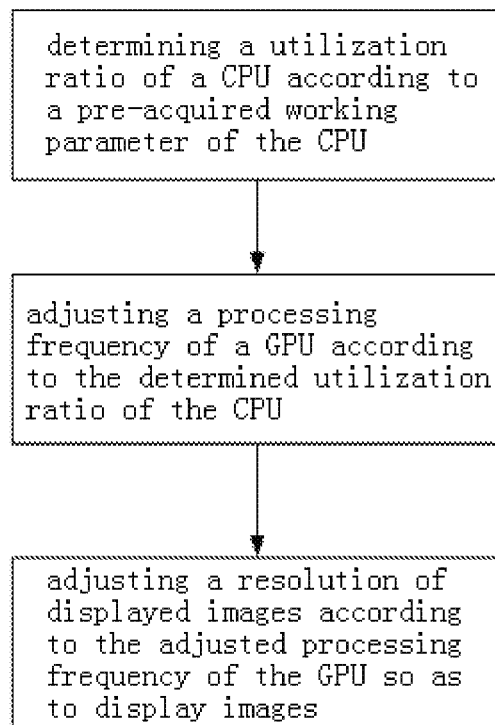 determining a utilization
ratio of a CPU according to
a pre-acquired working
parameter of the CPU
adjusting a processing
frequency of a GPU according
to the determined utilization
ratio of the CPU
adjusting a resolution of
displayed images according
to the adjusted processing
frequency of the GPU so as
to display images